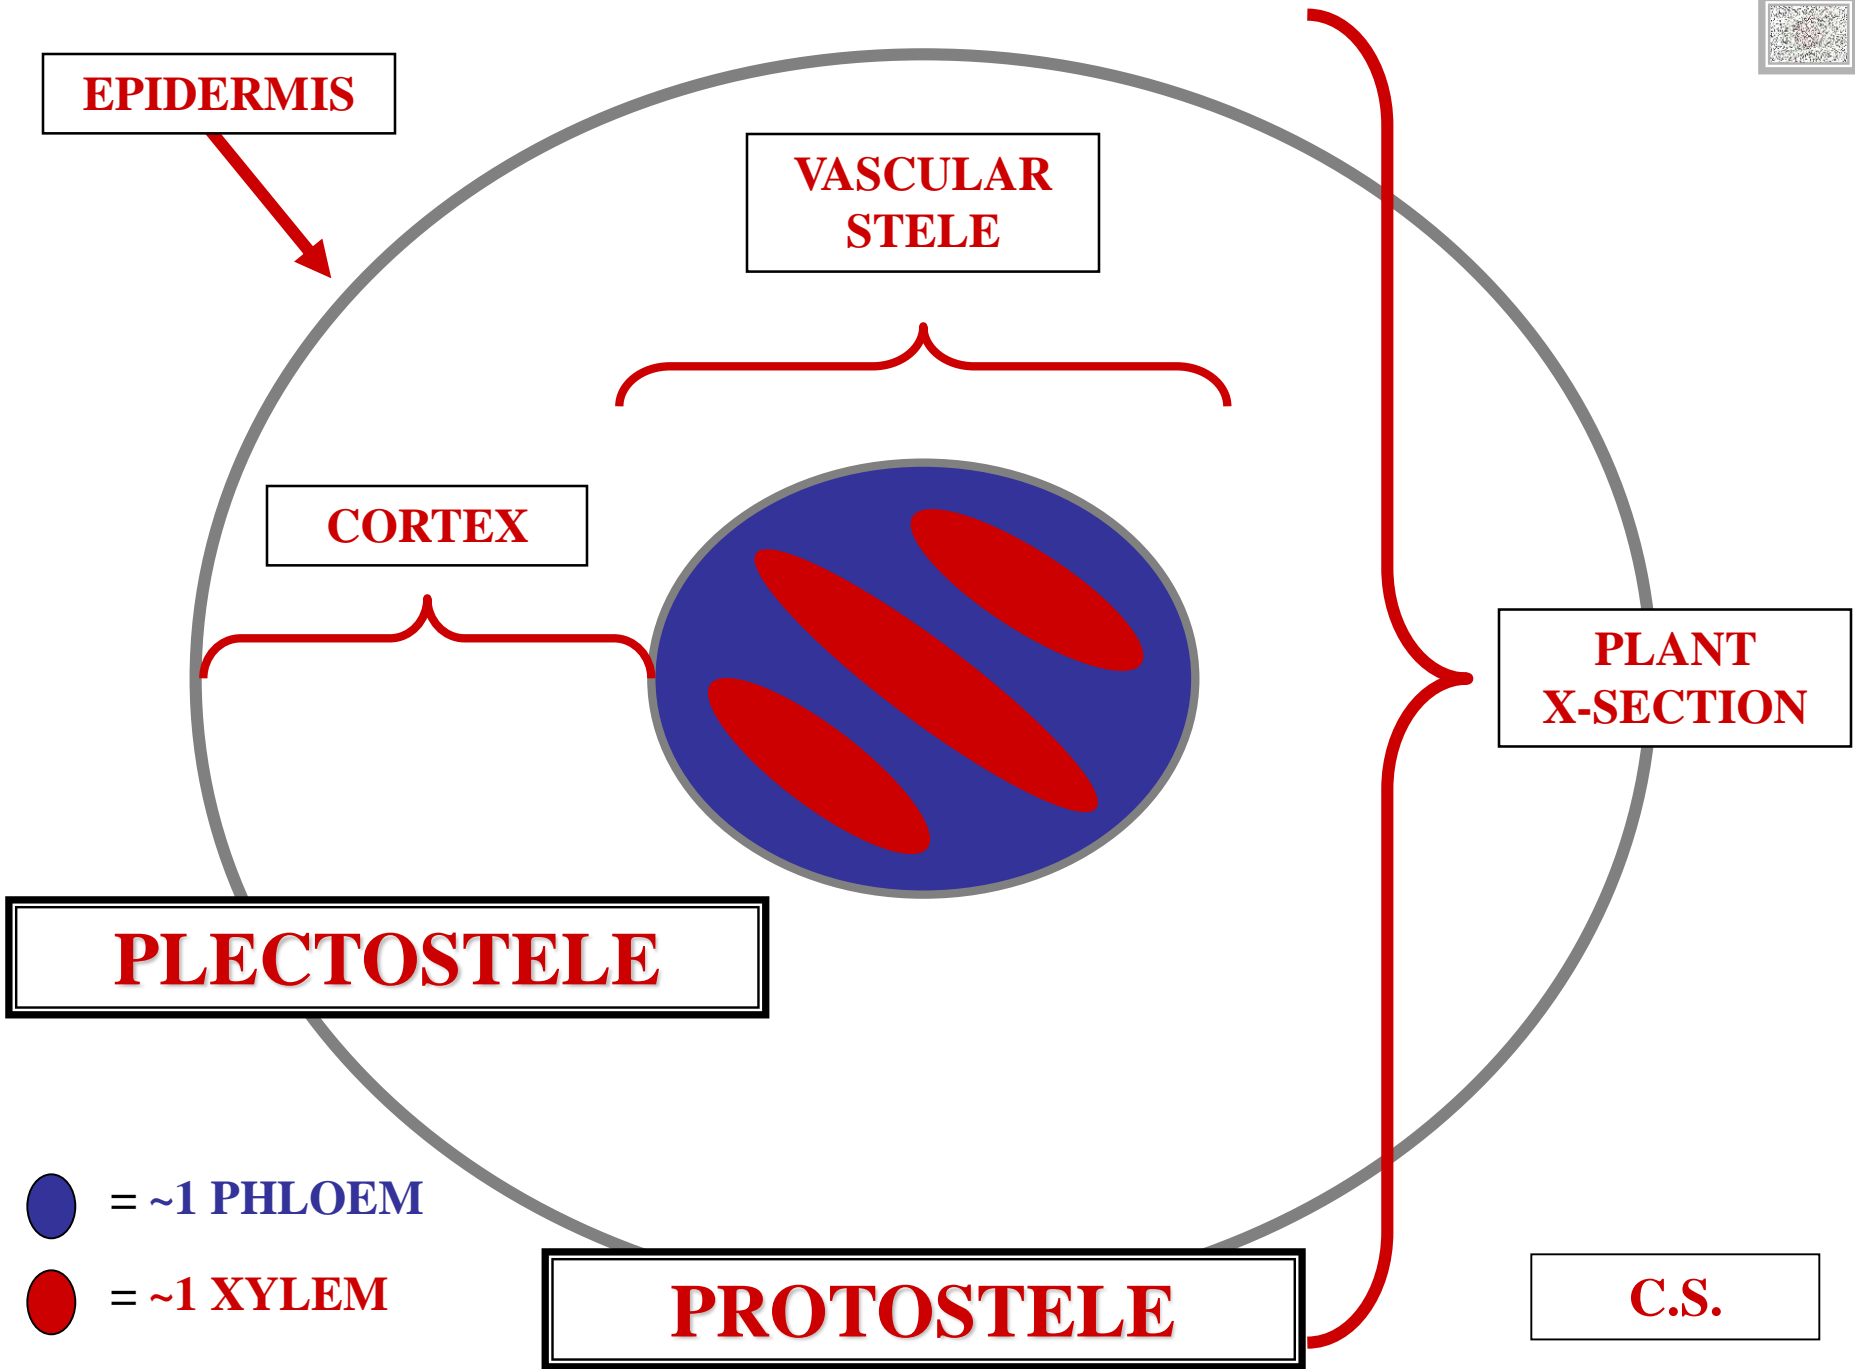 EPIDERMIS
VASCULAR
STELE
CORTEX
PLANT
X-SECTION
PLECTOSTELE
= ~1 PHLOEM
= ~1 XYLEM
PROTOSTELE
C.S.